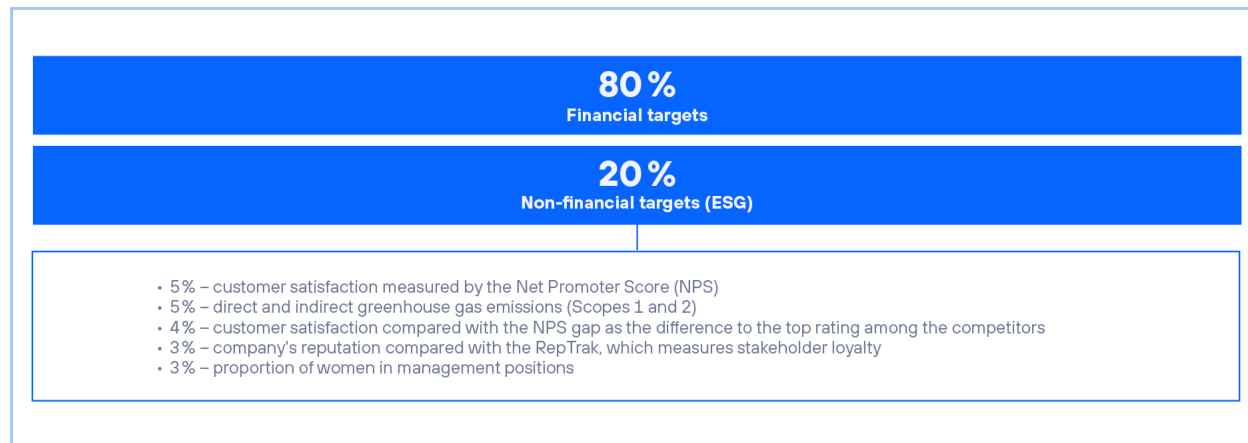 80 %
Financial targets
20 %
Non-financial targets (ESG)
• 5 % – customer satisfaction measured by the Net Promoter Score (NPS)
• 5 % – direct and indirect greenhouse gas emissions (Scopes 1 and 2)
• 4 % – customer satisfaction compared with the NPS gap as the difference to the top rating among the competitors
• 3 % – company's reputation compared with the RepTrak, which measures stakeholder loyalty
• 3 % – proportion of women in management positions